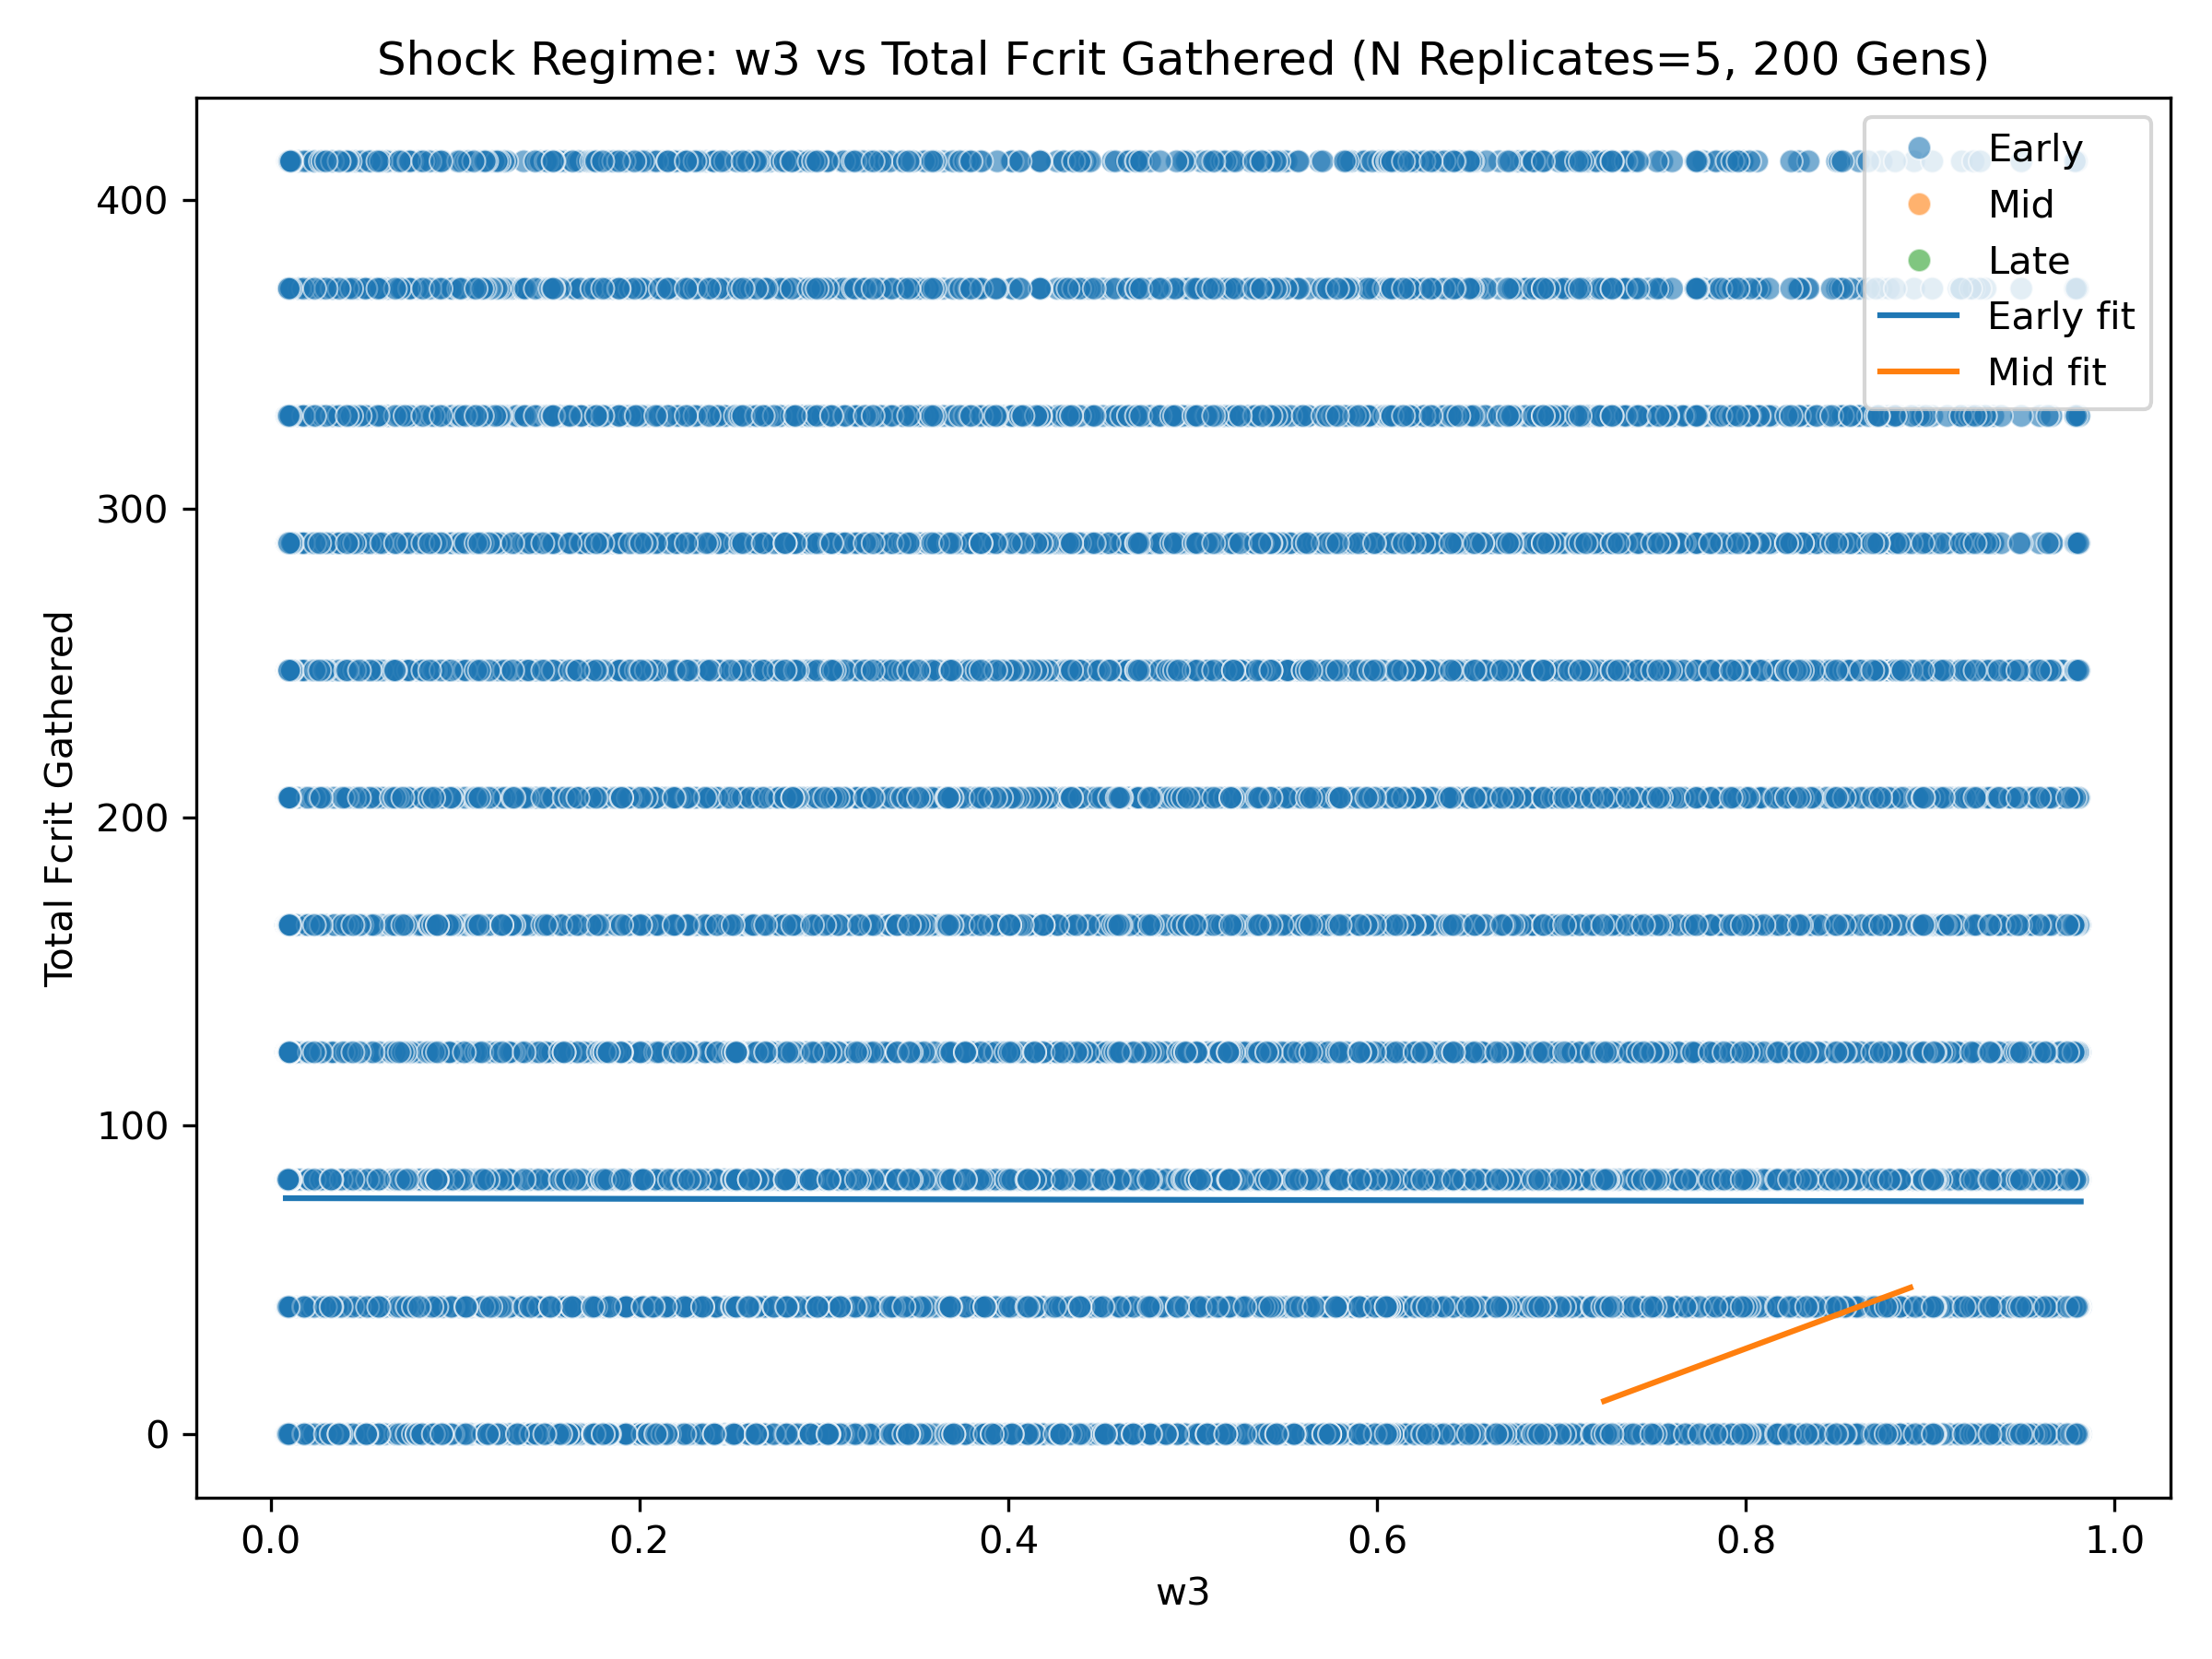 Shock Regime: w3 vs Total Fcrit Gathered (N Replicates=5, 200 Gens)
Early
Mid
Late
Early fit
Mid fit
Total Fcrit Gathered
400
300
200
100
0
0.0 0.2 0.4 0.6 0.8 1.0
w3